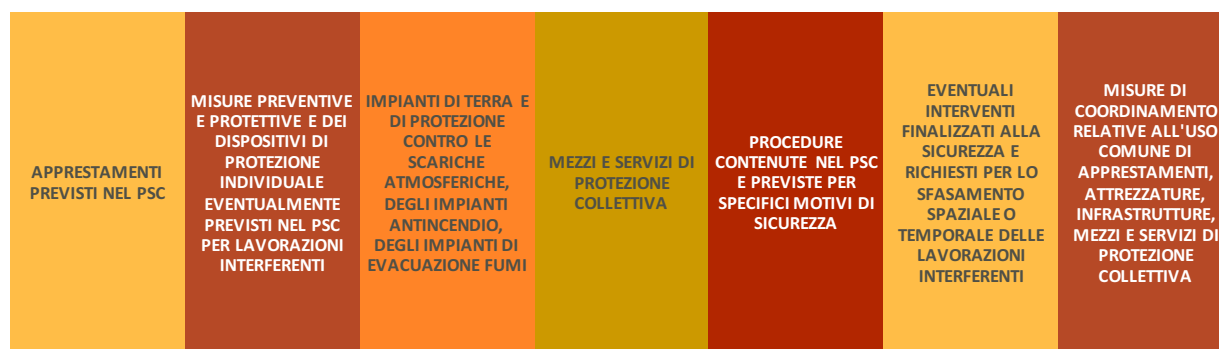 APPRESTAMENTI
PREVISTI NEL PSC
MISURE PREVENTIVE
E PROTETTIVE E DEI
DISPOSITIVI DI
PROTEZIONE
INDIVIDUALE
EVENTUALMENTE
PREVISTI NEL PSC
PER LAVORAZIONI
INTERFERENTI
IMPIANTI DI TERRA E
DI PROTEZIONE
CONTRO LE
SCARICHE
ATMOSFERICHE,
DEGLI IMPIANTI
ANTINCENDIO,
DEGLI IMPIANTI DI
EVACUAZIONE FUMI
MEZZI E SERVIZI DI
PROTEZIONE
COLLETTIVA
PROCEDURE
CONTENUTE NEL PSC
E PREVISTE PER
SPECIFICI MOTIVI DI
SICUREZZA
EVENTUALI
INTERVENTI
FINALIZZATI ALLA
SICUREZZA E
RICHIESTI PER LO
SFASAMENTO
SPAZIALE O
TEMPORALE DELLE
LAVORAZIONI
INTERFERENTI
MISURE DI
COORDINAMENTO
RELATIVE ALL'USO
COMUNE DI
APPRESTAMENTI,
ATTREZZATURE,
INFRASTRUTTURE,
MEZZI E SERVIZI DI
PROTEZIONE
COLLETTIVA